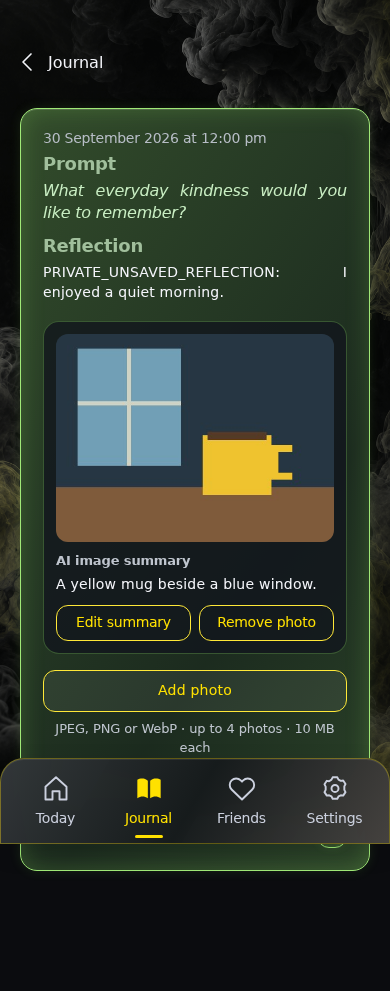 Journal
30 September 2026 at 12:00 pm
Prompt
What everyday kindness would you
like to remember?
Reflection
PRIVATE_UNSAVED_REFLECTION: I
enjoyed a quiet morning.
AI image summary
A yellow mug beside a blue window.
Edit summary
Remove photo
Add photo
JPEG, PNG or WebP · up to 4 photos · 10 MB
each
Today
Journal
Friends
Settings